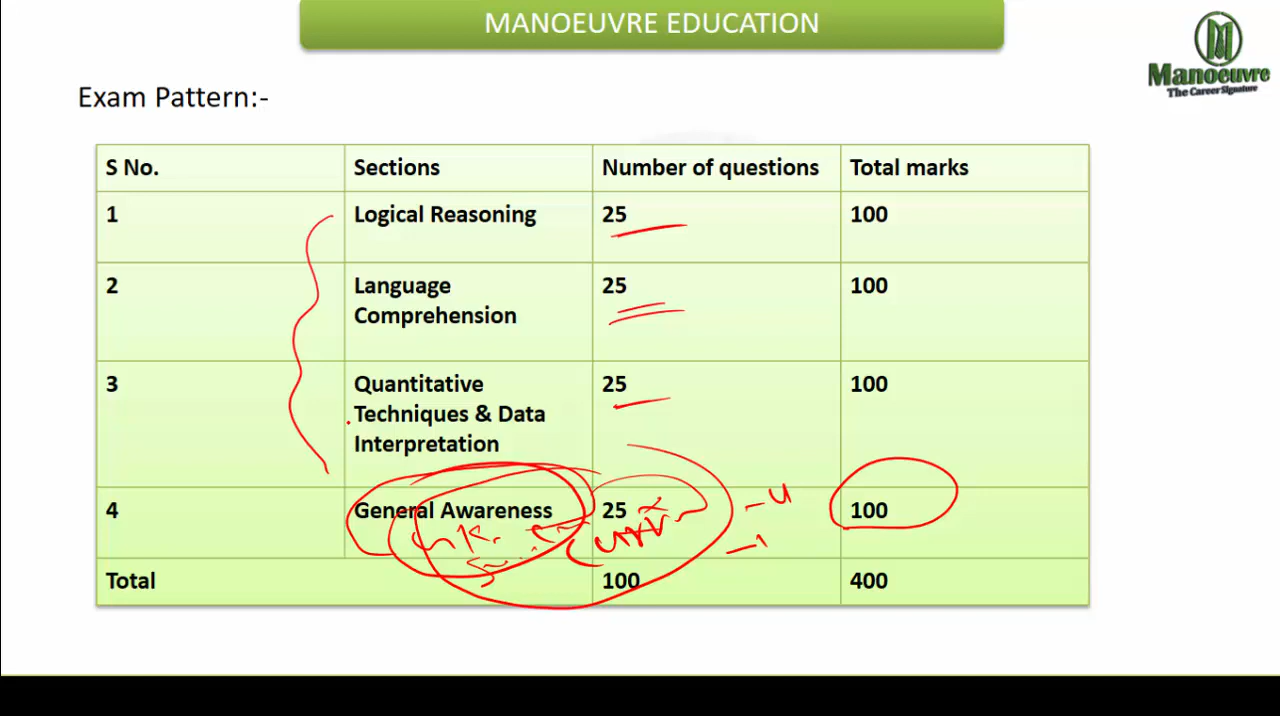 MANOEUVRE EDUCATION
Manoeuvre
The Career Signature
Exam Pattern:-
S No. Sections Number of questions Total marks
1 Logical Reasoning 25 100
2 Language 25 100
Comprehension
3 Quantitative 25 100
Techniques & Data
Interpretation
4 General Awareness 25 100
-4
-1
Total 100 400